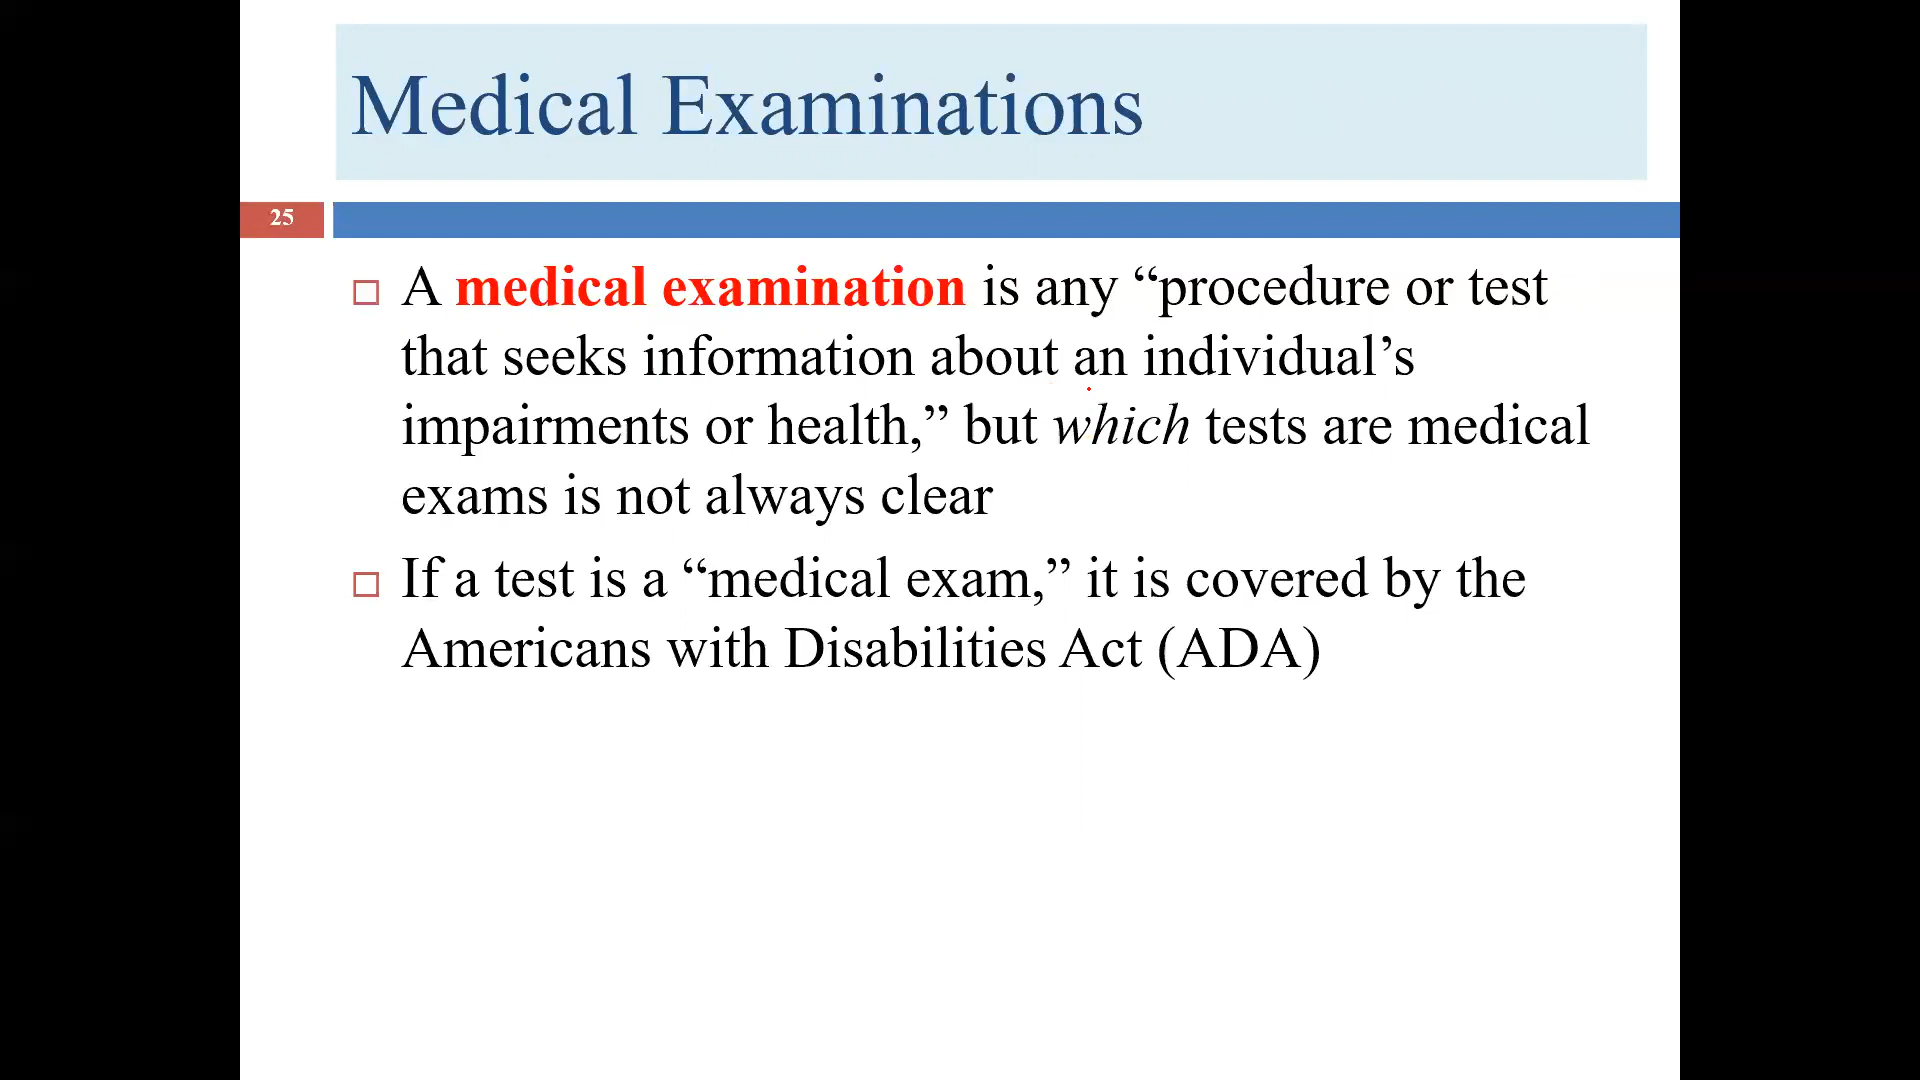 Medical Examinations
25
A medical examination is any “procedure or test
that seeks information about an individual’s
impairments or health,” but which tests are medical
exams is not always clear
If a test is a “medical exam,” it is covered by the
Americans with Disabilities Act (ADA)